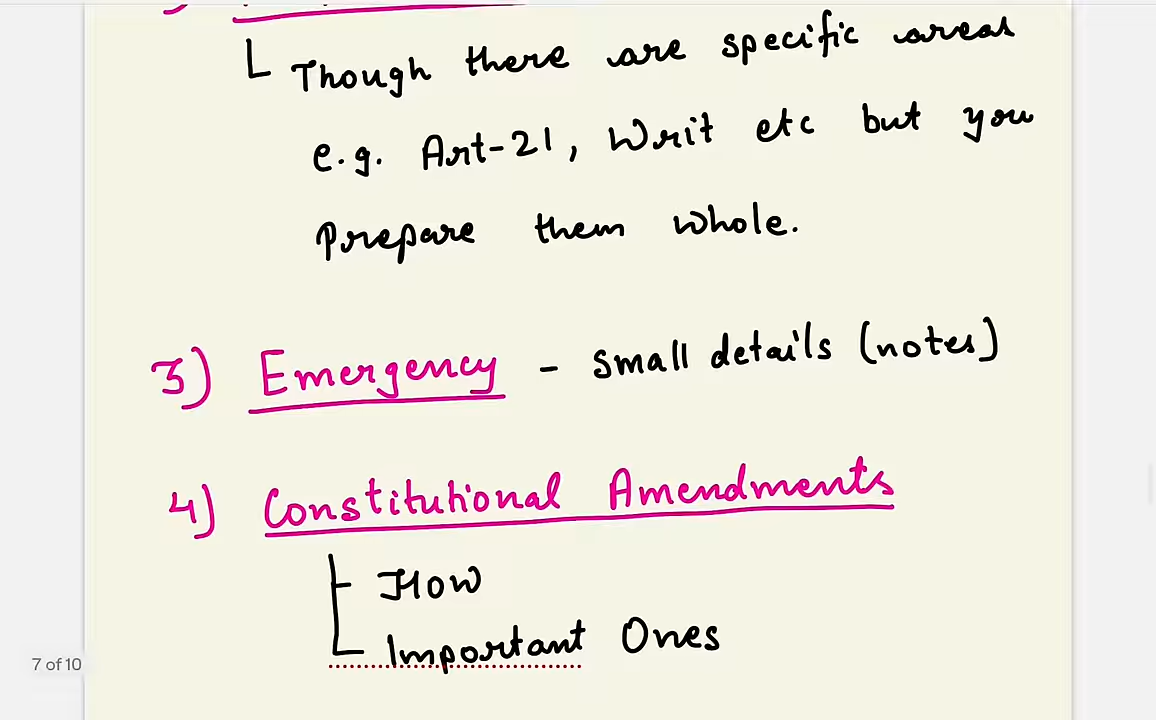 Though there are specific areas
e.g. Art-21, Writ etc but you
Prepare them whole.
3) Emergency - small details (notes)
4) Constitutional Amendments
How
Important Ones
7 of 10